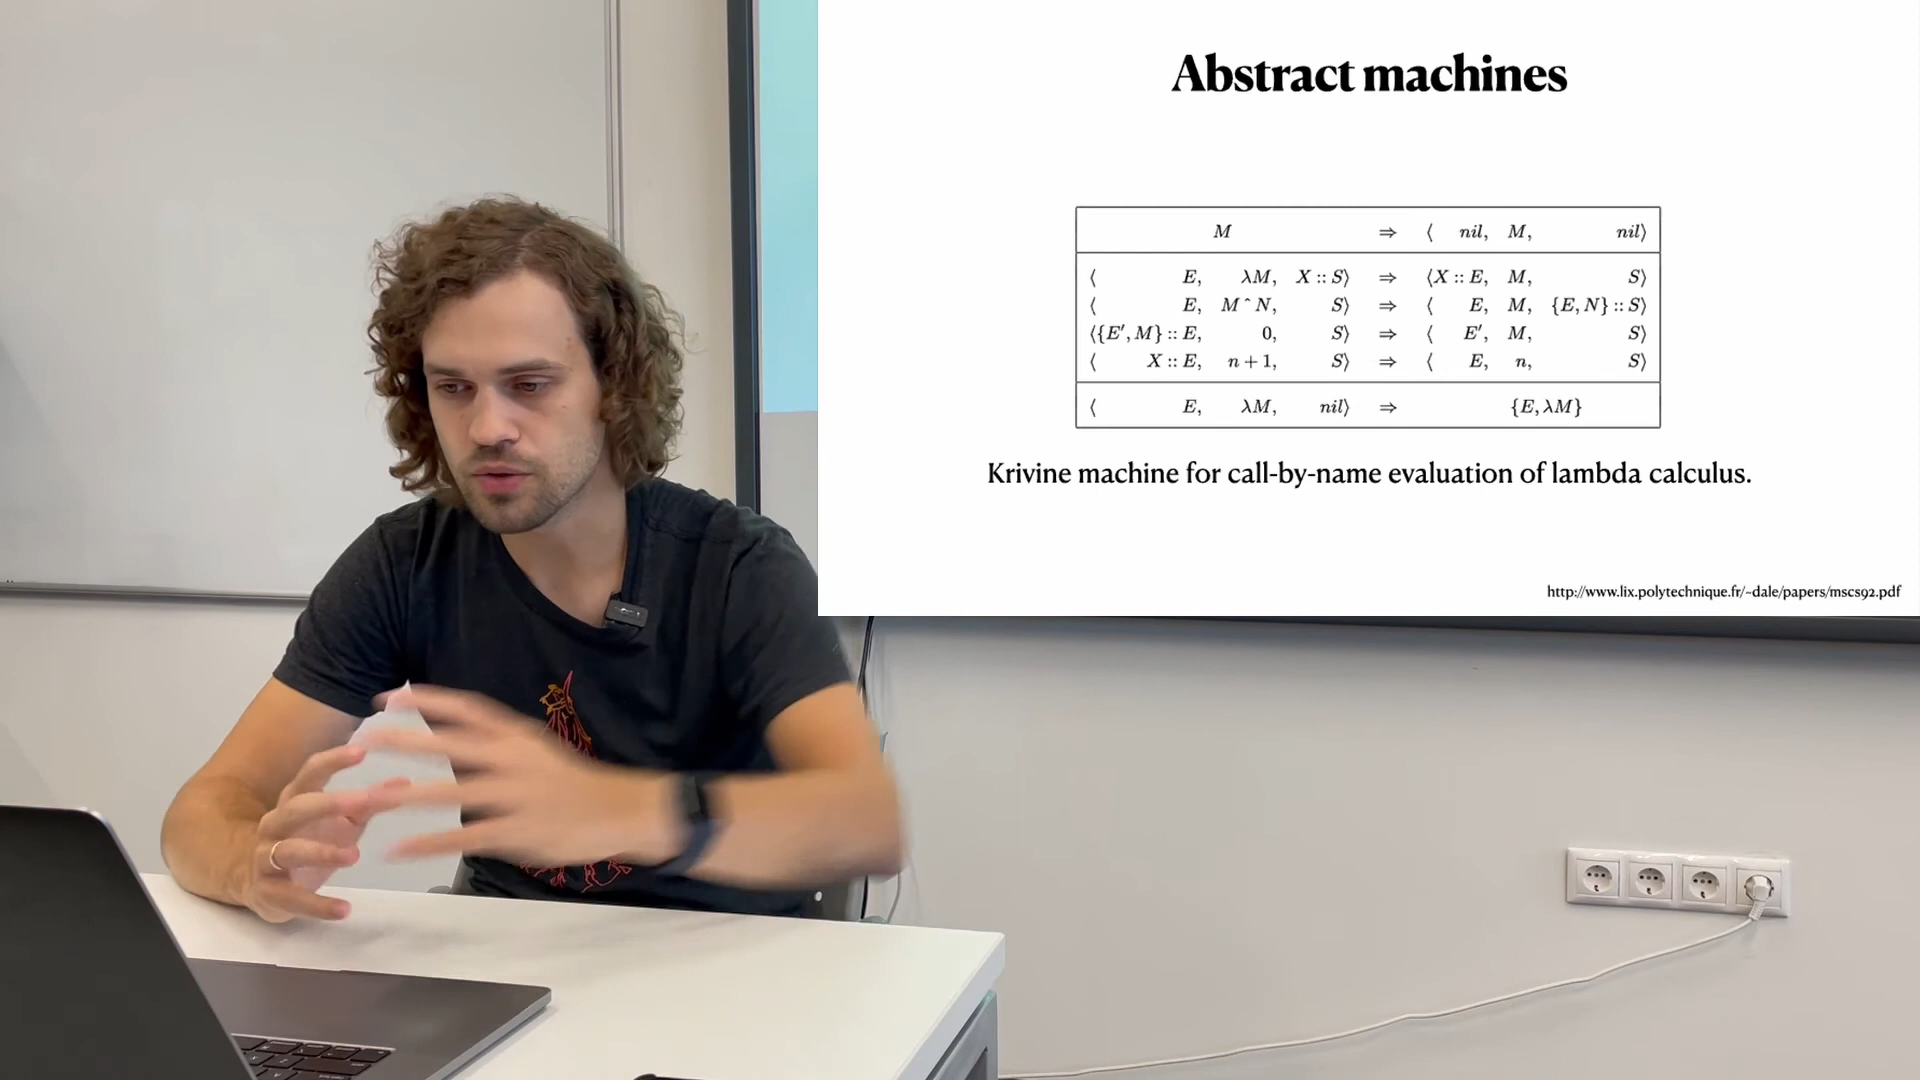 Abstract machines
M ⇒ ⟨ nil, M, nil⟩
⟨ E, λM, X :: S⟩ ⇒ ⟨X :: E, M, S⟩
⟨ E, M ˆ N, S⟩ ⇒ ⟨ E, M, {E, N} :: S⟩
⟨{E′, M} :: E, 0, S⟩ ⇒ ⟨ E′, M, S⟩
⟨ X :: E, n + 1, S⟩ ⇒ ⟨ E, n, S⟩
⟨ E, λM, nil⟩ ⇒ {E, λM}
Krivine machine for call-by-name evaluation of lambda calculus.
http://www.lix.polytechnique.fr/~dale/papers/mscs92.pdf